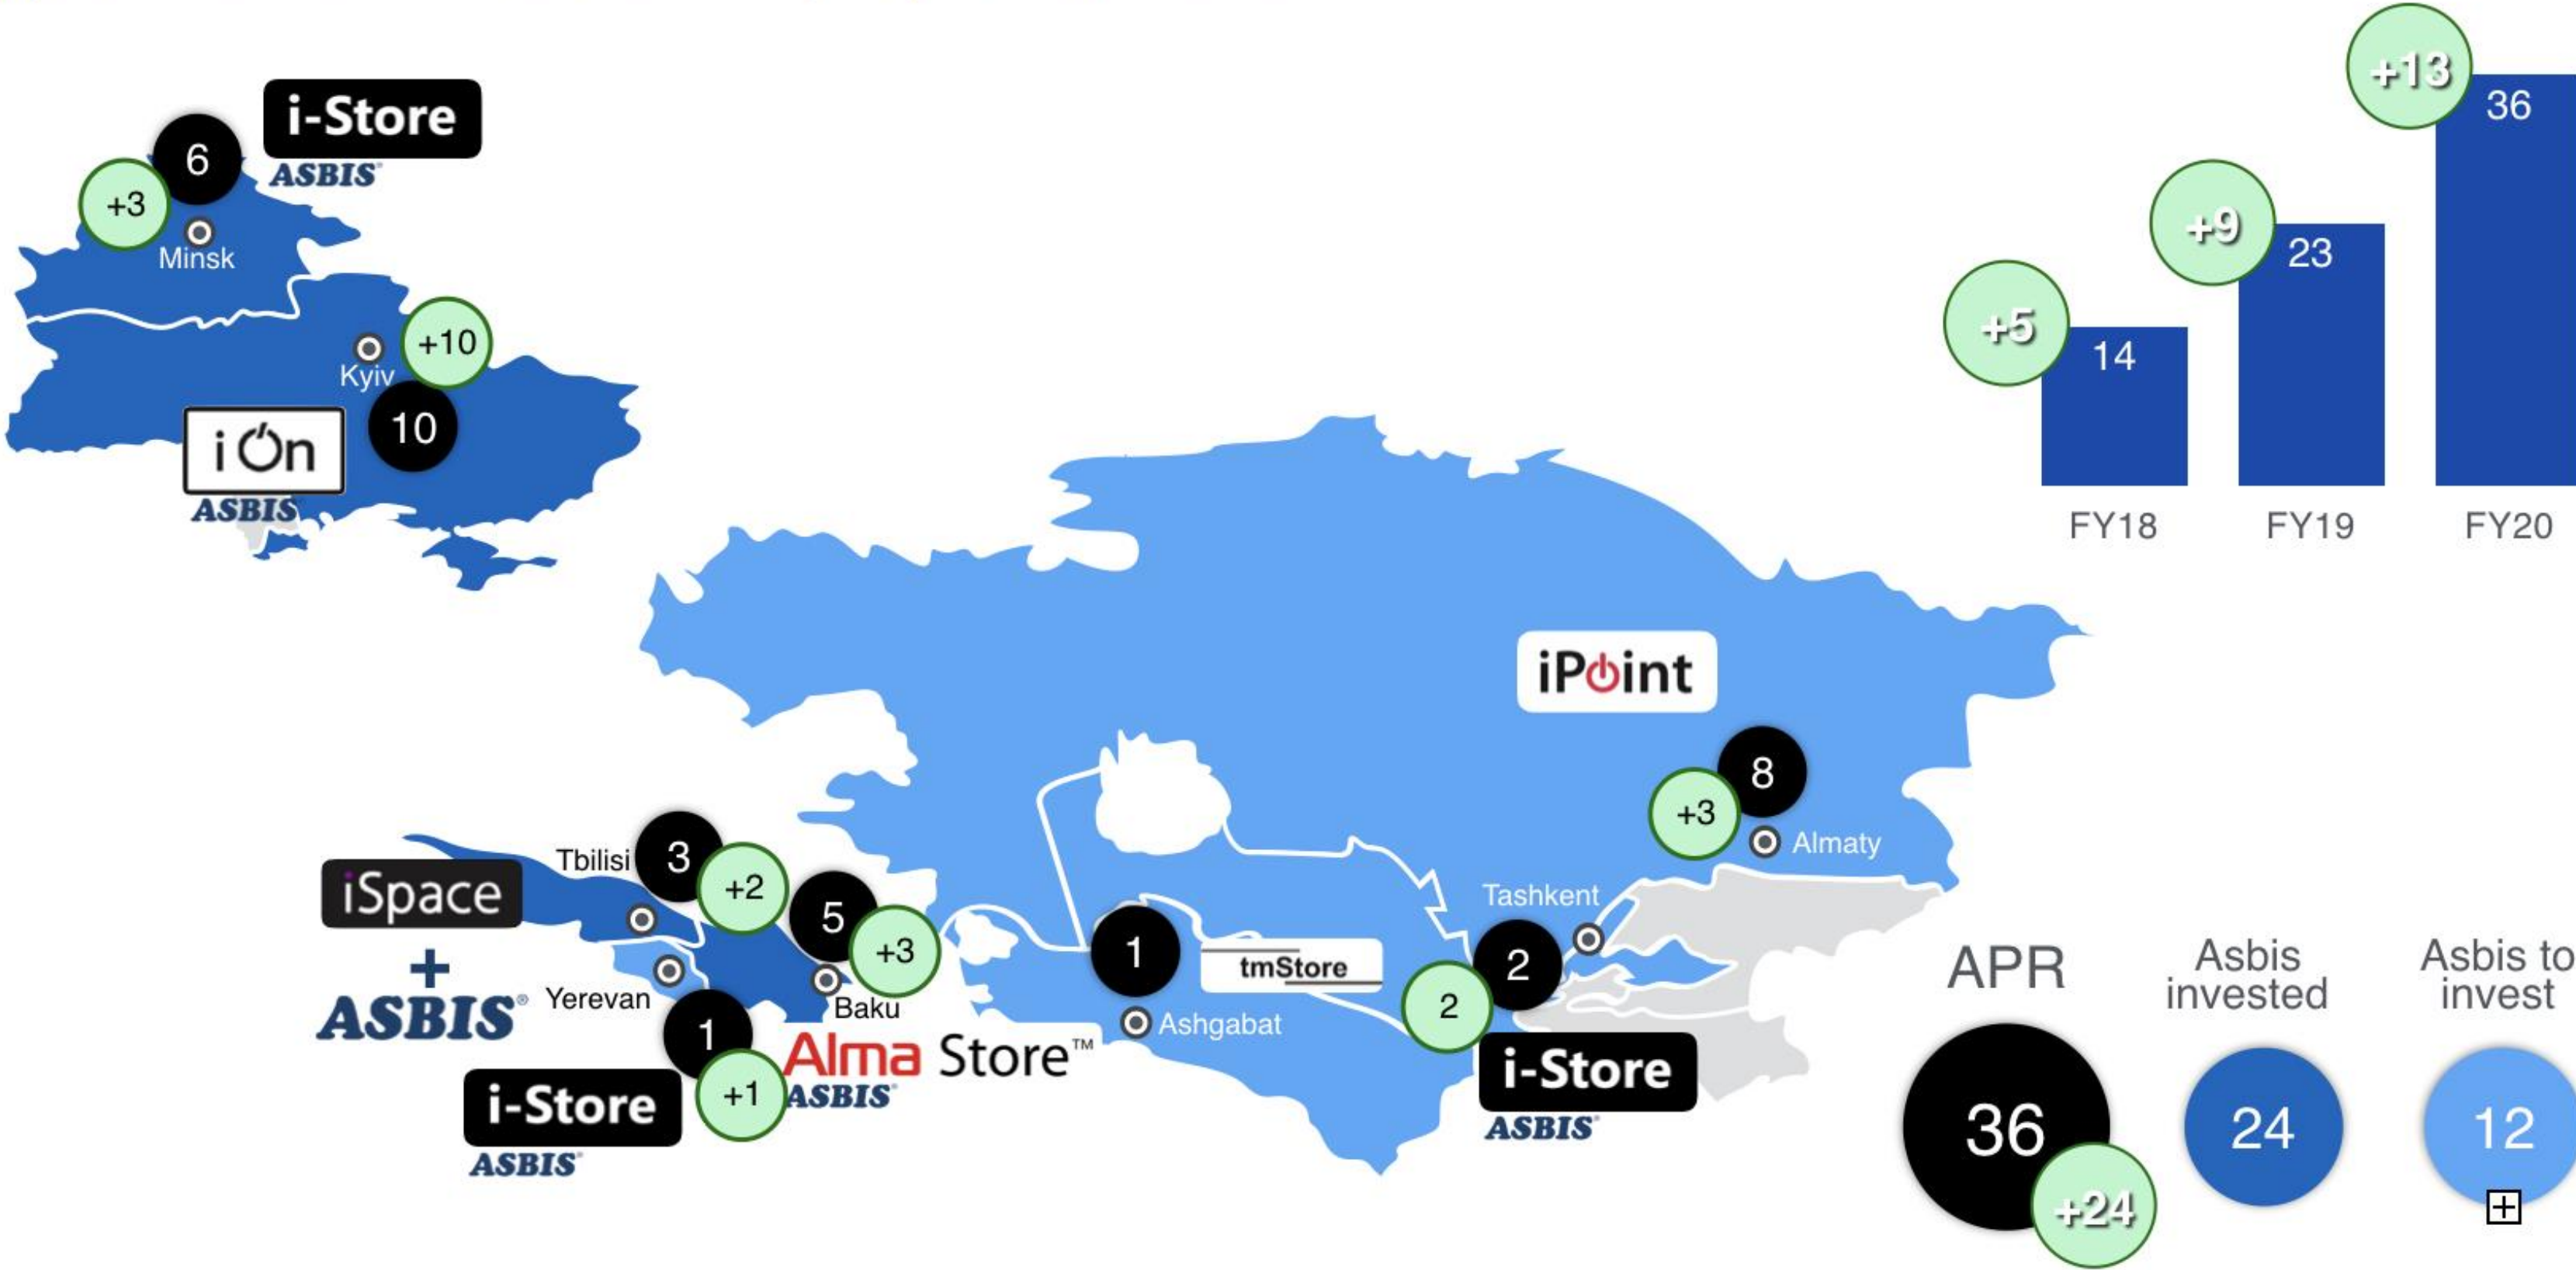 i-Store
ASBIS®
6
+3
Minsk
+10
Kyiv
10
i On
ASBIS
+13
36
+9
23
+5
14
FY18
FY19
FY20
iPoint
8
+3
Almaty
Tbilisi
3
+2
iSpace
+
ASBIS®
5
+3
Baku
Yerevan
1
+1
i-Store
ASBIS®
Alma Store™
ASBIS®
1
tmStore
Ashgabat
Tashkent
2
2
i-Store
ASBIS®
APR
36
+24
Asbis
invested
24
Asbis to
invest
12